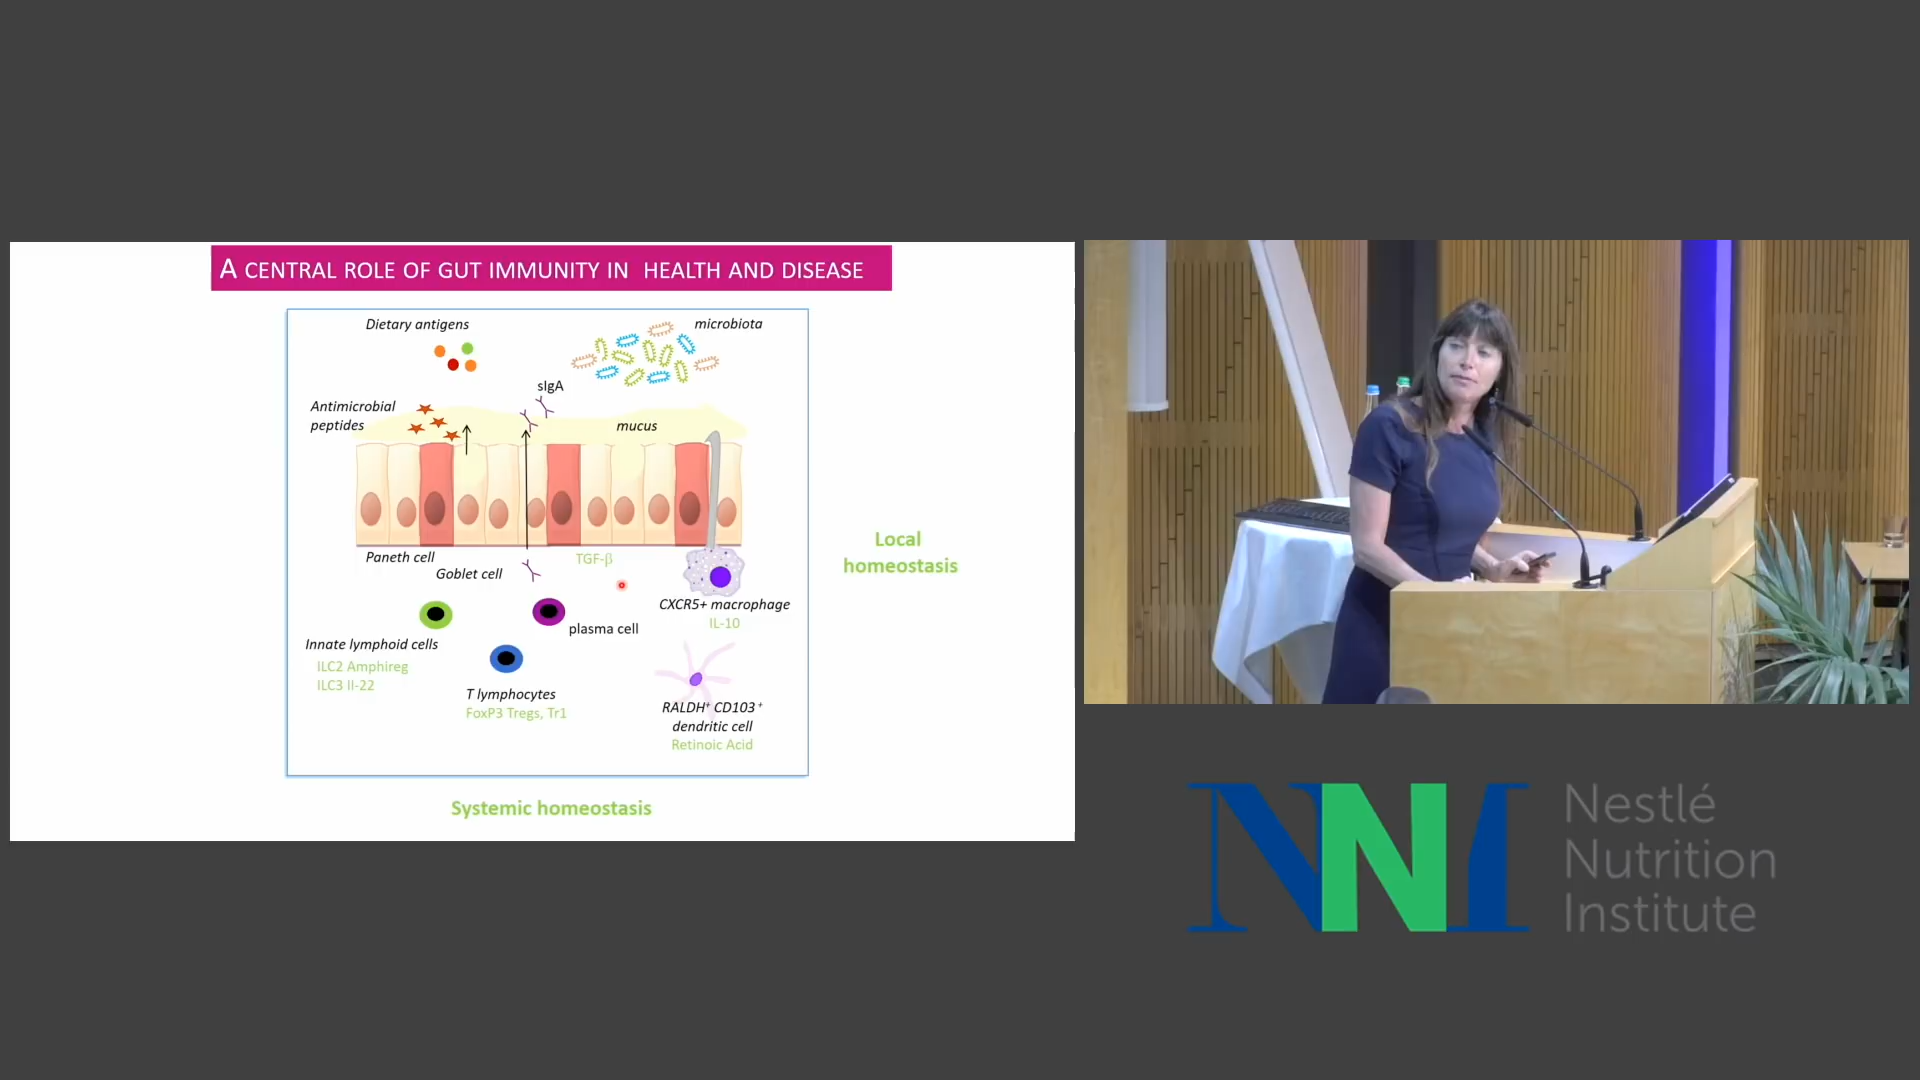 A CENTRAL ROLE OF GUT IMMUNITY IN HEALTH AND DISEASE
Dietary antigens
microbiota
sIgA
Antimicrobial
peptides
mucus
Paneth cell
Goblet cell
TGF-β
CXCR5+ macrophage
IL-10
plasma cell
Innate lymphoid cells
ILC2 Amphireg
ILC3 Il-22
T lymphocytes
FoxP3 Tregs, Tr1
RALDH⁺ CD103⁺
dendritic cell
Retinoic Acid
Local
homeostasis
Systemic homeostasis
NNI
Nestlé
Nutrition
Institute